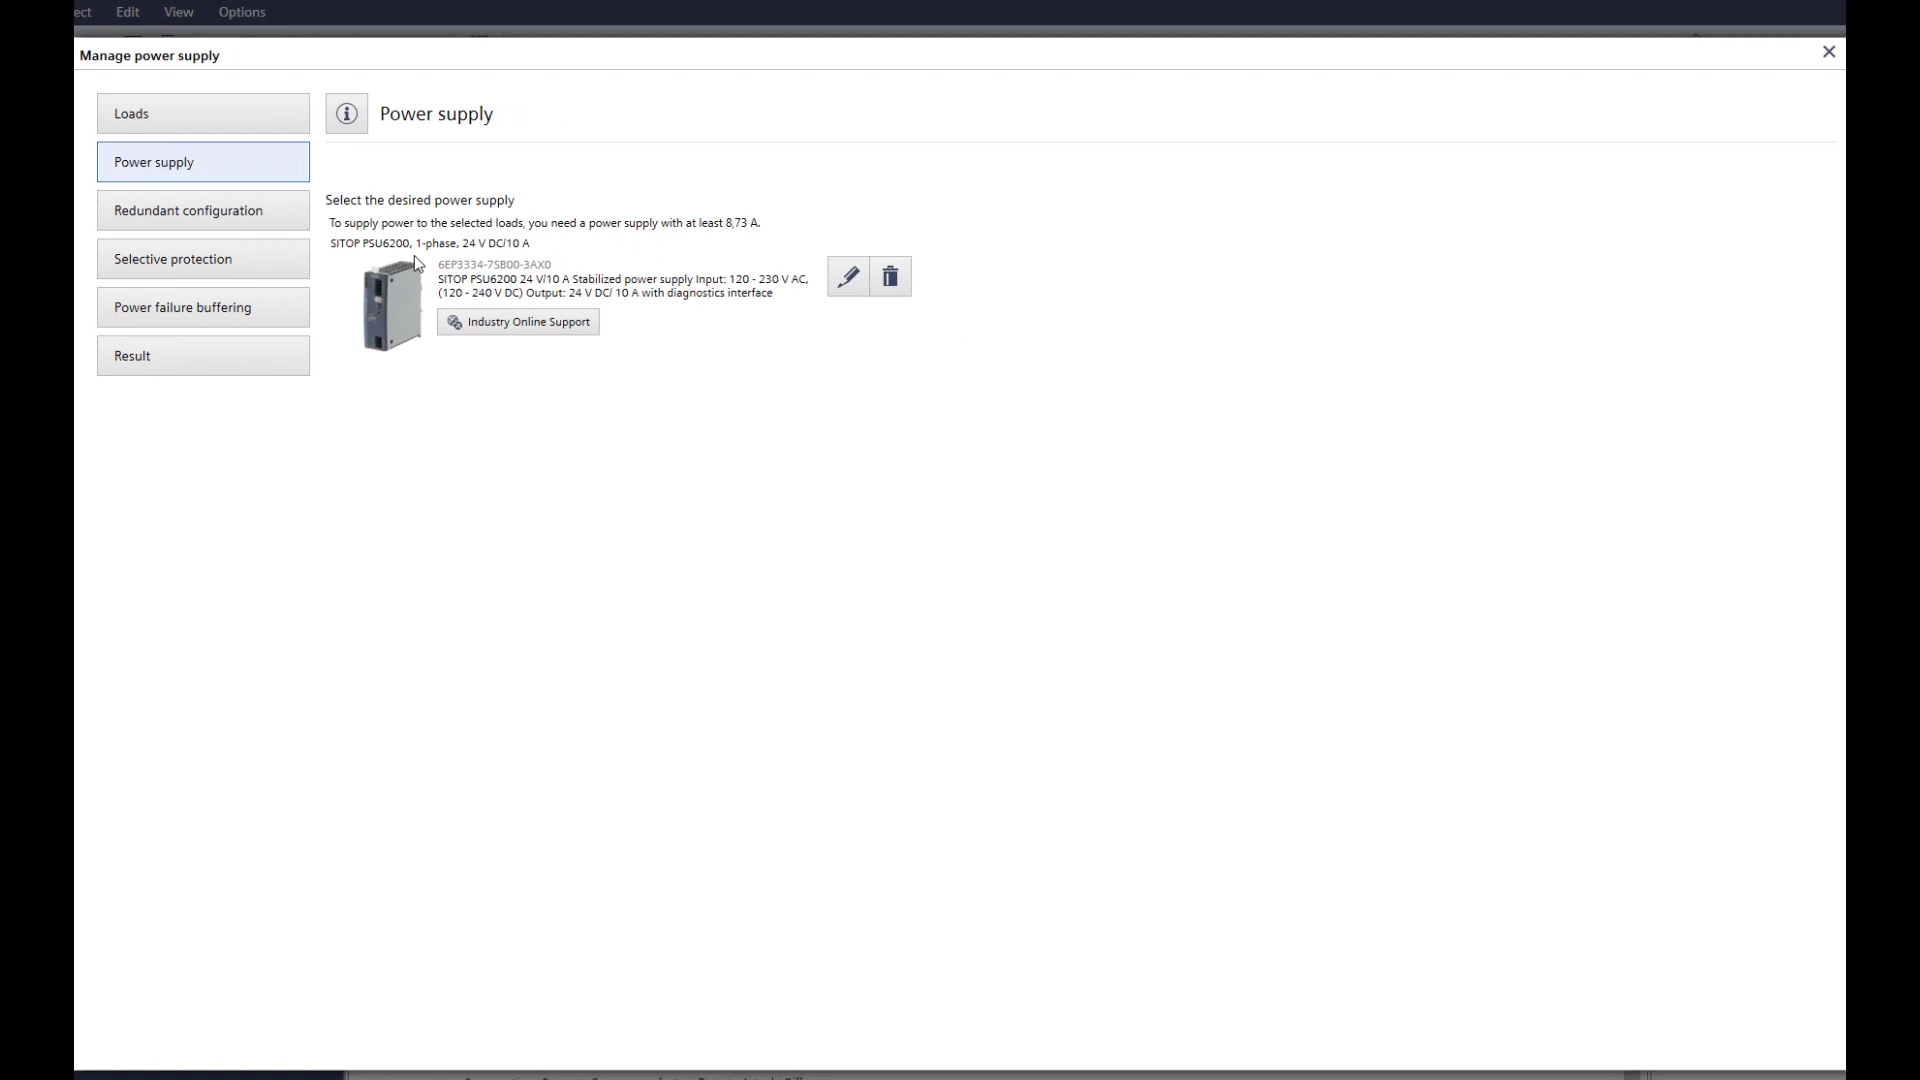 ect Edit View Options
Manage power supply
Loads
Power supply
Redundant configuration
Selective protection
Power failure buffering
Result
Power supply
Select the desired power supply
To supply power to the selected loads, you need a power supply with at least 8,73 A.
SITOP PSU6200, 1-phase, 24 V DC/10 A
6EP3334-7SB00-3AX0
SITOP PSU6200 24 V/10 A Stabilized power supply Input: 120 - 230 V AC,
(120 - 240 V DC) Output: 24 V DC/ 10 A with diagnostics interface
Industry Online Support